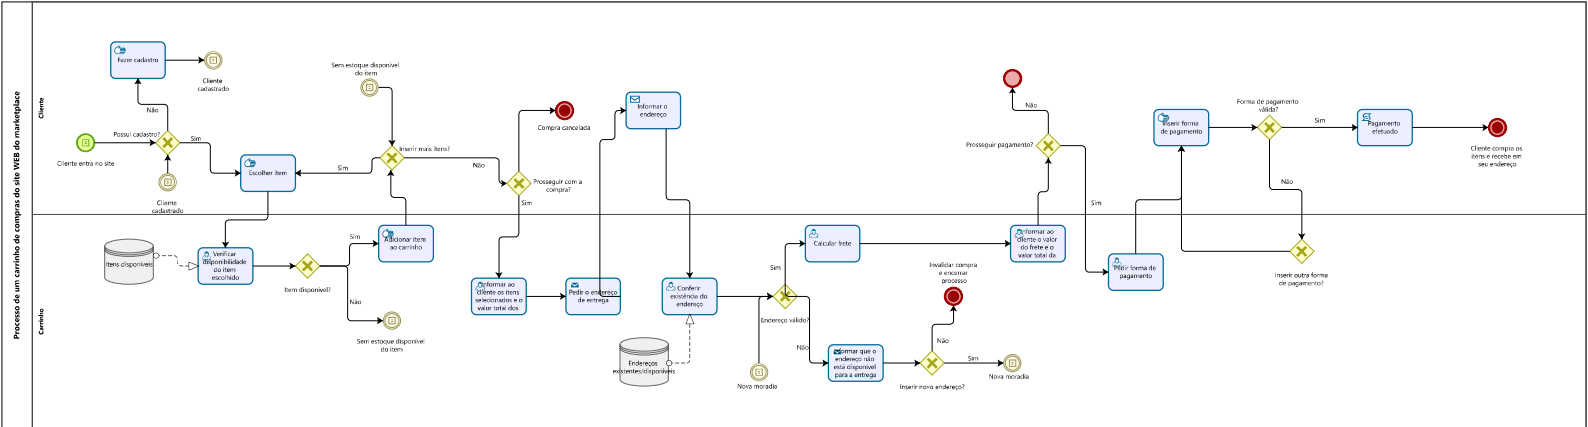 Processo de um carrinho de compras do site WEB do marketplace
Cliente
Fazer cadastro
Cliente
cadastrado
Não
Possui cadastro?
Sim
Cliente entra no site
Cliente
cadastrado
Escolher item
Sem estoque disponível
do item
Inserir mais itens?
Sim
Não
Compra cancelada
Prosseguir com a
compra?
Sim
Informar o
endereço
Não
Prosseguir pagamento?
Sim
Inserir forma
de pagamento
Forma de pagamento
válida?
Sim
Não
Pagamento
efetuado
Cliente compra os
itens e recebe em
seu endereço
Carrinho
Itens disponíveis
Verificar
disponibilidade
do item
escolhido
Item disponível?
Sim
Não
Adicionar item
ao carrinho
Sem estoque disponível
do item
Informar ao
cliente os itens
selecionados e o
valor total dos
Pedir o endereço
de entrega
Conferir
existência do
endereço
Endereços
existentes/disponíveis
Endereço válido?
Sim
Não
Nova moradia
Calcular frete
Informar que o
endereço não
está disponível
para a entrega
Invalidar compra
e encerrar
processo
Não
Sim
Inserir novo endereço?
Nova moradia
Informar ao
cliente o valor
do frete e o
valor total da
Pedir forma de
pagamento
Inserir outra forma
de pagamento?